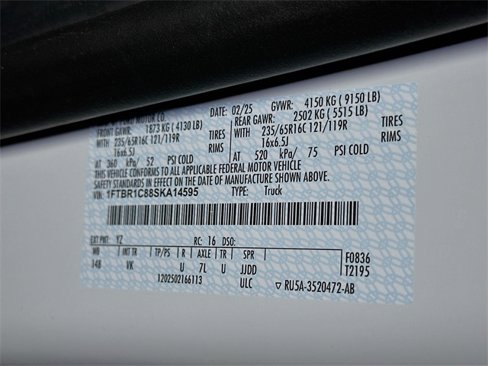 MOTOR CO. DATE: 02/25 GVWR: 4150 KG ( 9150 LB)
FRONT GAWR: 1873 KG ( 4130 LB) REAR GAWR: 2502 KG ( 5515 LB)
WITH 235/65R16C 121/119R TIRES WITH 235/65R16C 121/119R TIRES
16x6.5J RIMS 16x6.5J RIMS
AT 360 kPa/ 52 PSI COLD AT 520 kPa/ 75 PSI COLD
THIS VEHICLE CONFORMS TO ALL APPLICABLE FEDERAL MOTOR VEHICLE
SAFETY STANDARDS IN EFFECT ON THE DATE OF MANUFACTURE SHOWN ABOVE.
VIN: 1FTBR1C88SKA14595 TYPE: Truck
EXT PNT: YZ RC: 16 DSO: F0836
WB INT TR TP/PS R AXLE TR SPR T2195
148 VK U 7L U JJDD
1202502166113 ULC ▽ RU5A-3520472-AB